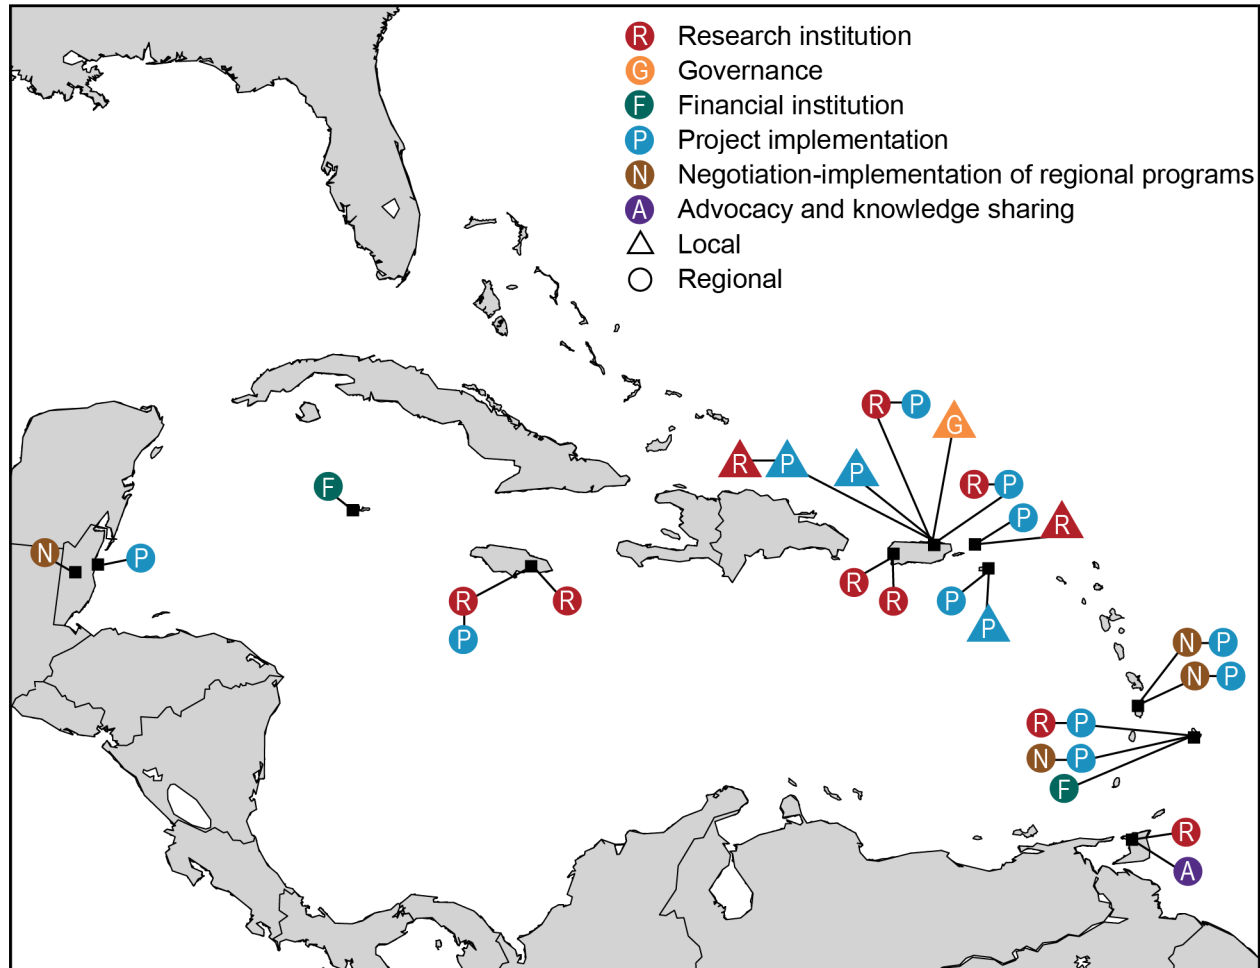 R Research institution
G Governance
F Financial institution
P Project implementation
N Negotiation-implementation of regional programs
A Advocacy and knowledge sharing
Local
Regional
R P
G
R P
P
F
R P
P
R
N
P
R
R
R
R
P
P
P
N P
N P
R P
N P
F
R
A